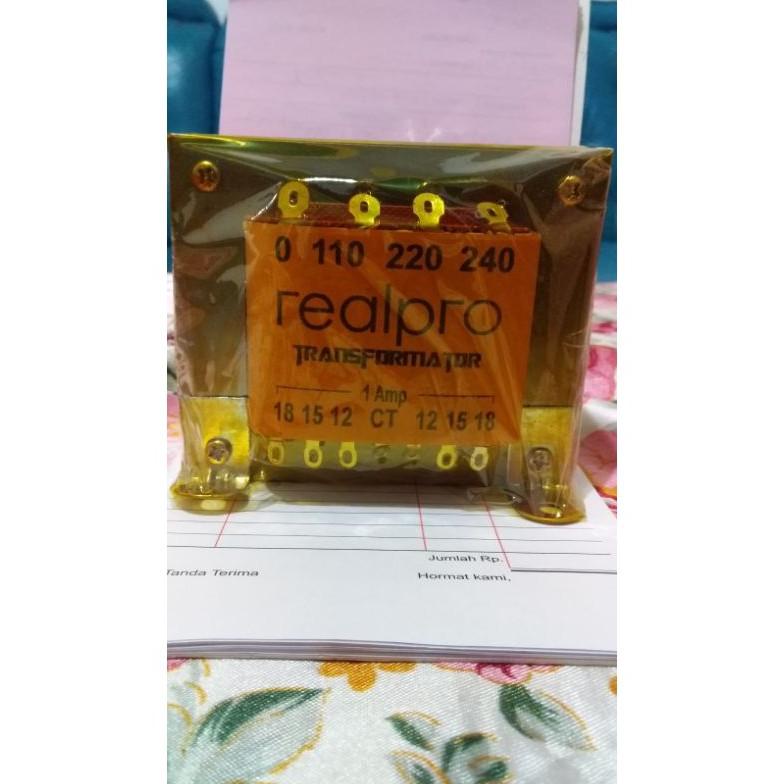 0 110 220 240
realpro
TRANSFORMATOR
1 Amp
18 15 12 CT 12 15 18
Jumlah Rp.
Tanda Terima
Hormat kami,